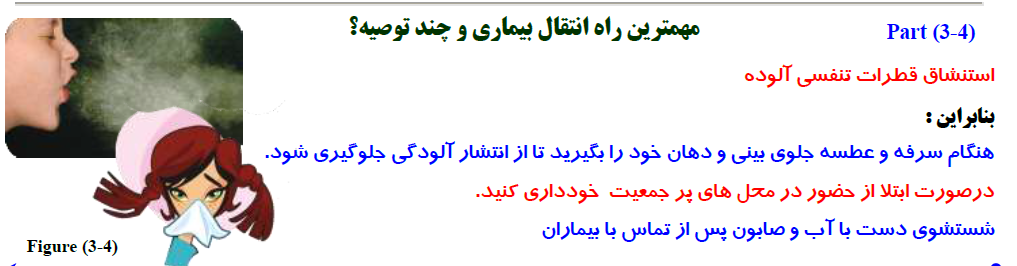 Part (3-4)
مهمترین راه انتقال بیماری و چند توصیه؟
استنشاق قطرات تنفسی آلوده
بنابراین :
هنگام سرفه و عطسه جلوی بینی و دهان خود را بگیرید تا از انتشار آلودگی جلوگیری شود.
درصورت ابتلا از حضور در محل های پر جمعیت خودداری کنید.
شستشوی دست با آب و صابون پس از تماس با بیماران
Figure (3-4)